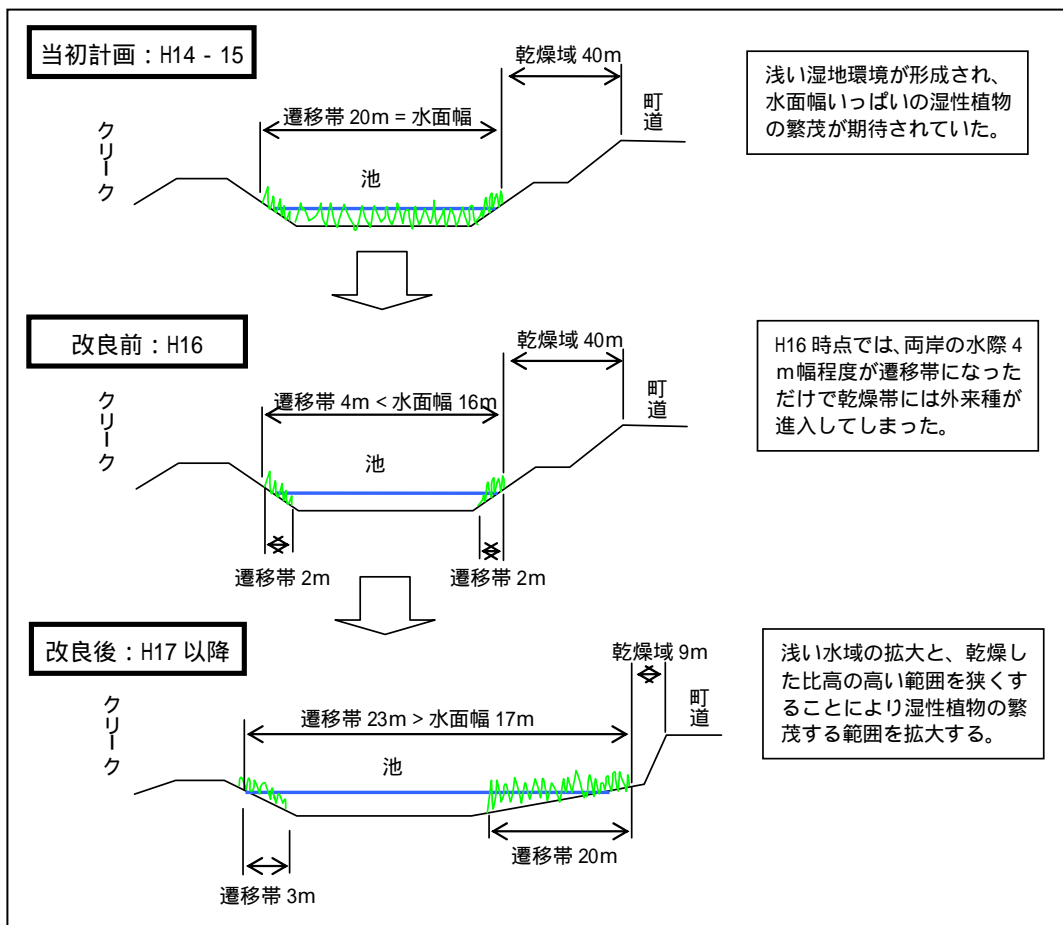 当初計画：H14 - 15
乾燥域 40m
浅い湿地環境が形成され、
水面幅いっぱいの湿性植物
の繁茂が期待されていた。
遷移帯 20m = 水面幅
町道
クリーク
池
改良前：H16
乾燥域 40m
H16 時点では、両岸の水際 4
ｍ幅程度が遷移帯になった
だけで乾燥帯には外来種が
進入してしまった。
遷移帯 4m < 水面幅 16m
町道
クリーク
池
遷移帯 2m
遷移帯 2m
改良後：H17 以降
乾燥域 9m
浅い水域の拡大と、乾燥し
た比高の高い範囲を狭くす
ることにより湿性植物の繁
茂する範囲を拡大する。
遷移帯 23m > 水面幅 17m
町道
クリーク
池
遷移帯 20m
遷移帯 3m